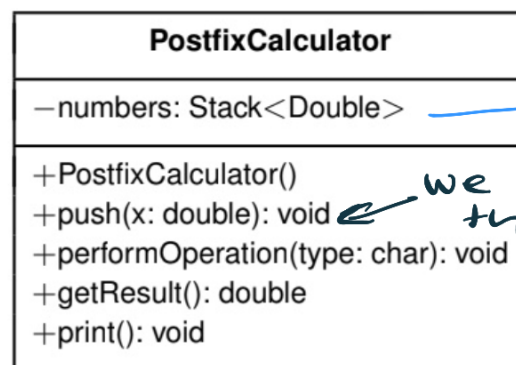 PostfixCalculator
−numbers: Stack<Double>
+PostfixCalculator()
we
+push(x: double): void
+performOperation(type: char): void
+getResult(): double
+print(): void